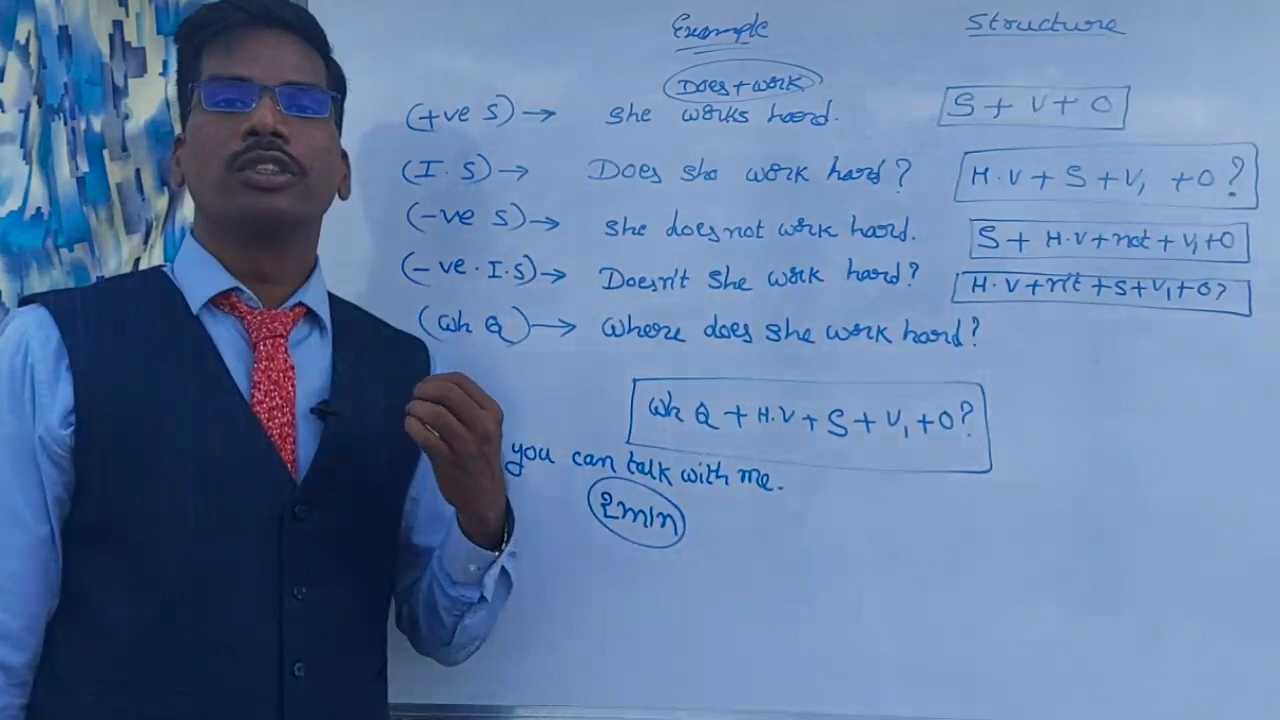 Example Structure
Does + work
(+ve S) → she works hard. S + V + O
(I.S) → Does she work hard? H.V + S + V₁ + O?
(-ve S) → she does not work hard. S + H.V + not + V₁ + O
(-ve.I.S) → Doesn't she work hard? H.V + n't + S + V₁ + O?
(Wh Q) → Where does she work hard?
Wh Q + H.V + S + V₁ + O?
you can talk with me.
2min